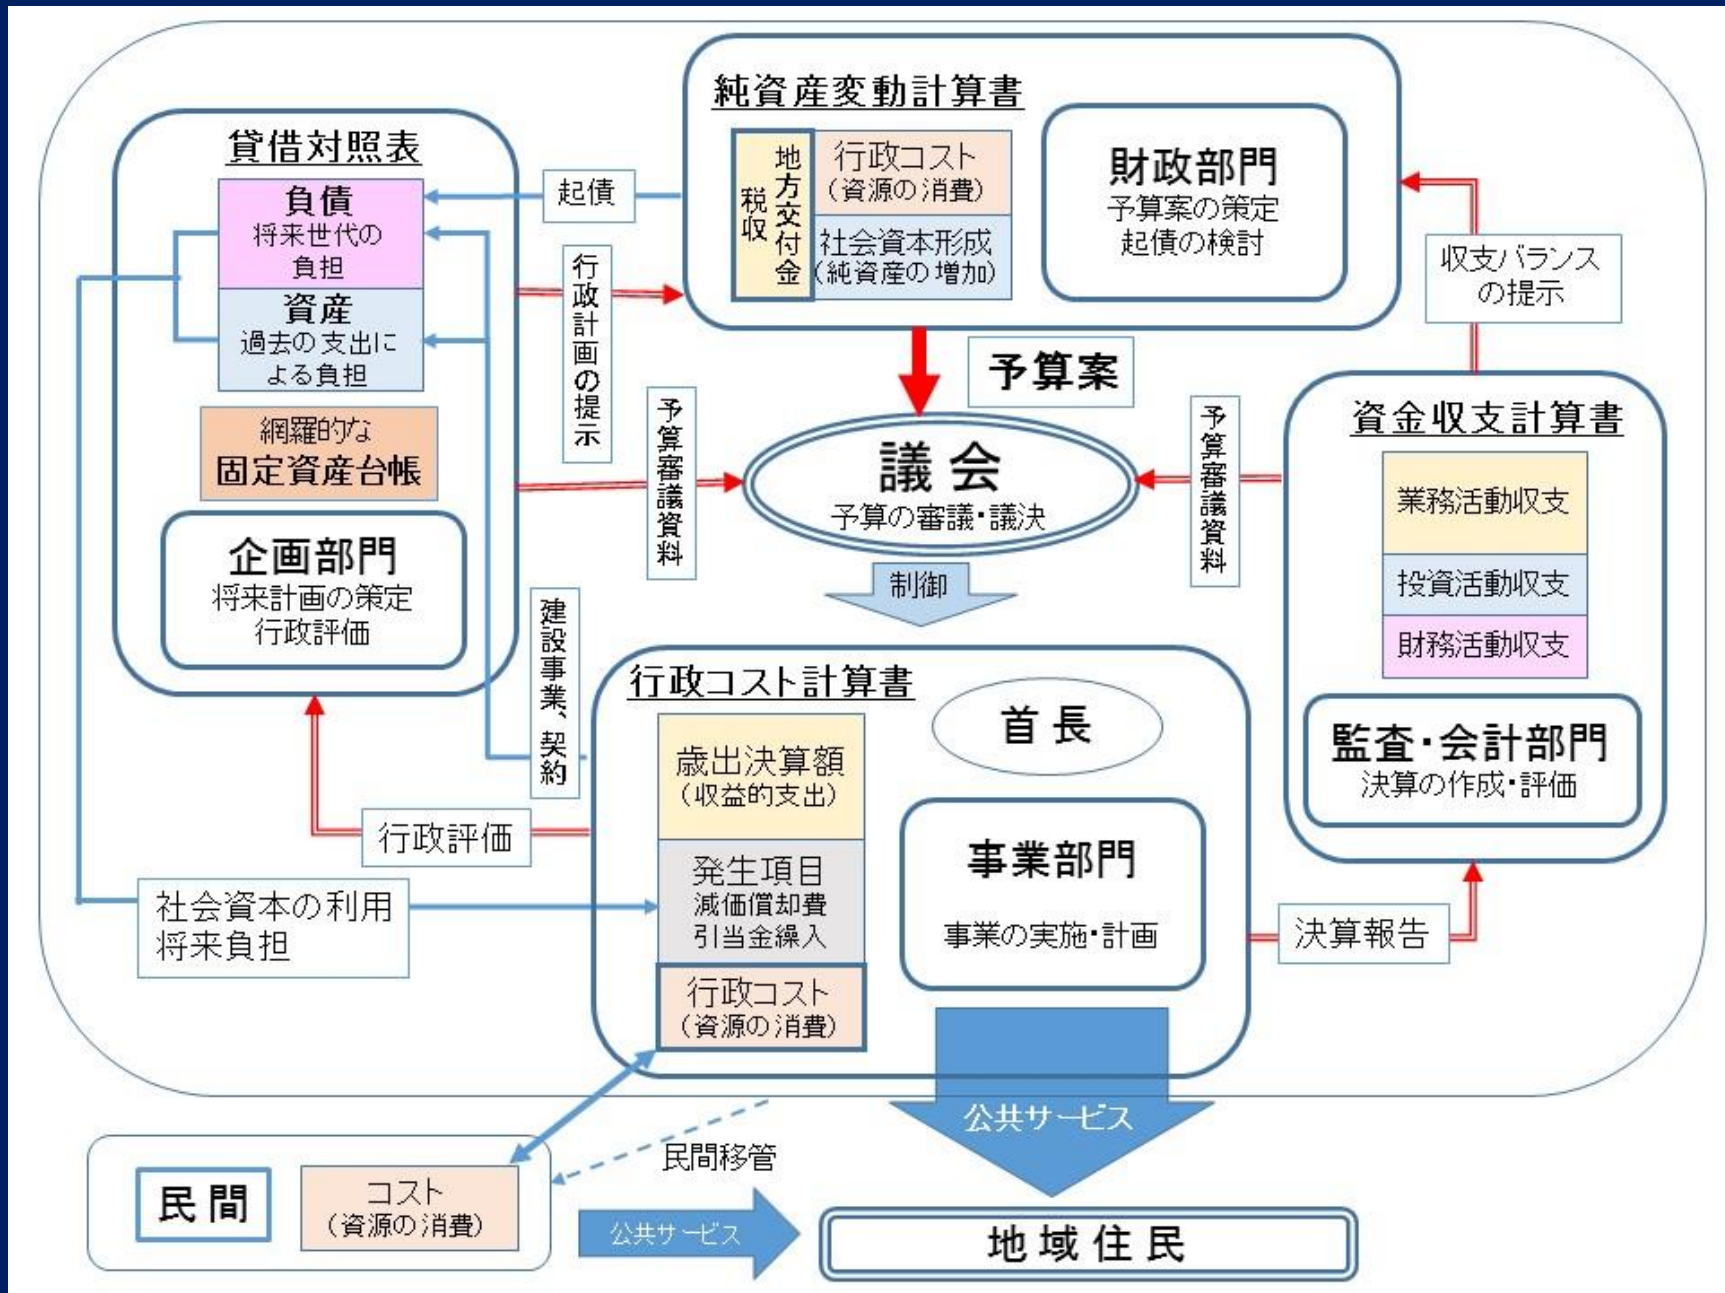 純資産変動計算書
地方交付金
税収
行政コスト
(資源の消費)
社会資本形成
(純資産の増加)
財政部門
予算案の策定
起債の検討
貸借対照表
負債
将来世代の
負担
資産
過去の支出に
よる負担
網羅的な
固定資産台帳
企画部門
将来計画の策定
行政評価
起債
行政計画の提示
予算審議資料
予算案
議会
予算の審議・議決
制御
予算審議資料
収支バランス
の提示
資金収支計算書
業務活動収支
投資活動収支
財務活動収支
監査・会計部門
決算の作成・評価
建設事業、契約
行政評価
社会資本の利用
将来負担
行政コスト計算書
歳出決算額
(収益的支出)
発生項目
減価償却費
引当金繰入
行政コスト
(資源の消費)
首長
事業部門
事業の実施・計画
決算報告
公共サービス
民間移管
民間
コスト
(資源の消費)
公共サービス
地域住民